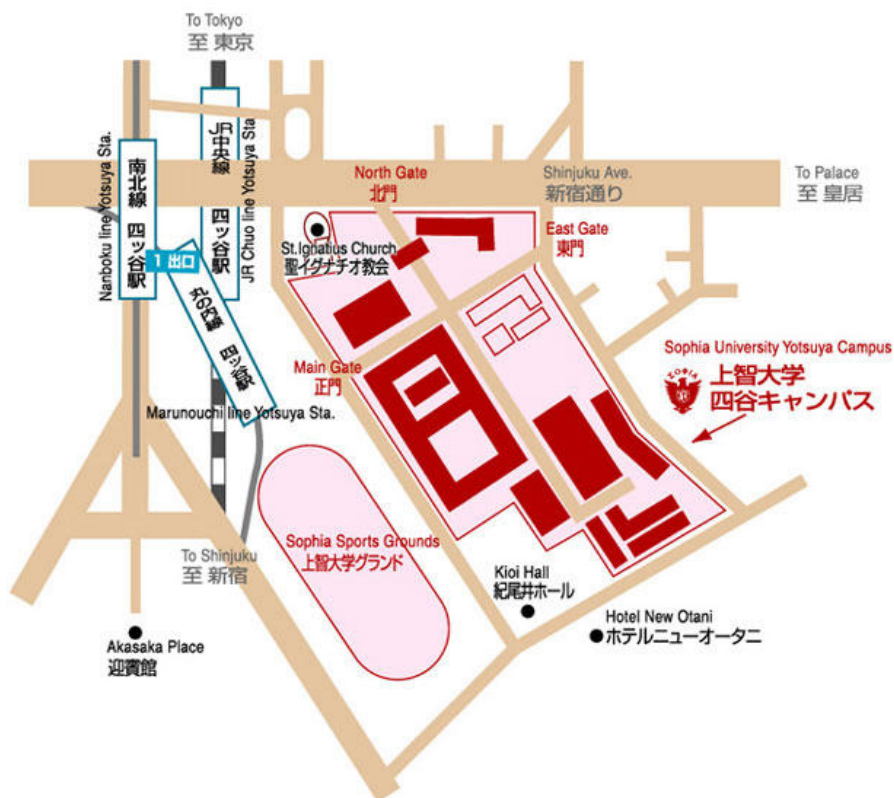 To Tokyo
至 東京
Nanboku line Yotsuya Sta.
南北線 四ッ谷駅
JR中央線 四ッ谷駅
JR Chuo line Yotsuya Sta.
North Gate
北門
Shinjuku Ave.
新宿通り
To Palace
至 皇居
East Gate
東門
St.Ignatius Church
聖イグナチオ教会
1 出口
丸の内線 四ッ谷駅
Marunouchi line Yotsuya Sta.
Main Gate
正門
Sophia University Yotsuya Campus
SOPHIA
上智大学
四谷キャンパス
Sophia Sports Grounds
上智大学グランド
To Shinjuku
至 新宿
Kioi Hall
紀尾井ホール
Hotel New Otani
ホテルニューオータニ
Akasaka Place
迎賓館